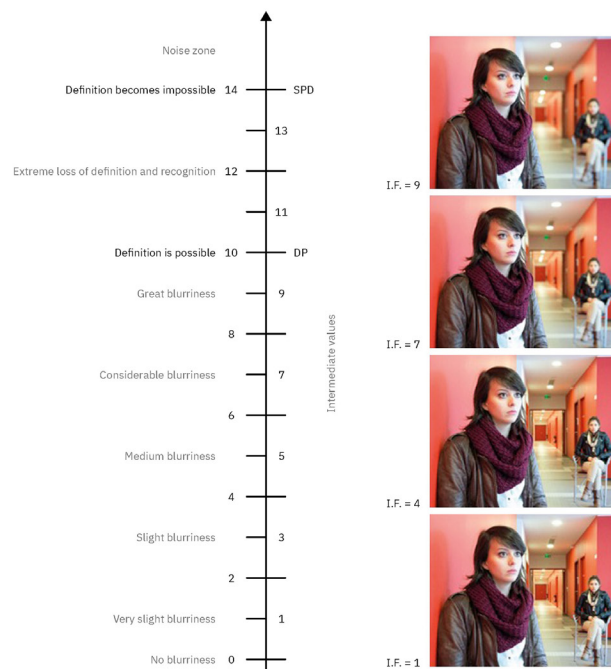 Noise zone
Definition becomes impossible 14 SPD
13
Extreme loss of definition and recognition 12
I.F. = 9
11
Definition is possible 10 DP
Great blurriness 9
8
I.F. = 7
Considerable blurriness 7
Intermediate values
6
Medium blurriness 5
4
I.F. = 4
Slight blurriness 3
2
Very slight blurriness 1
No blurriness 0
I.F. = 1